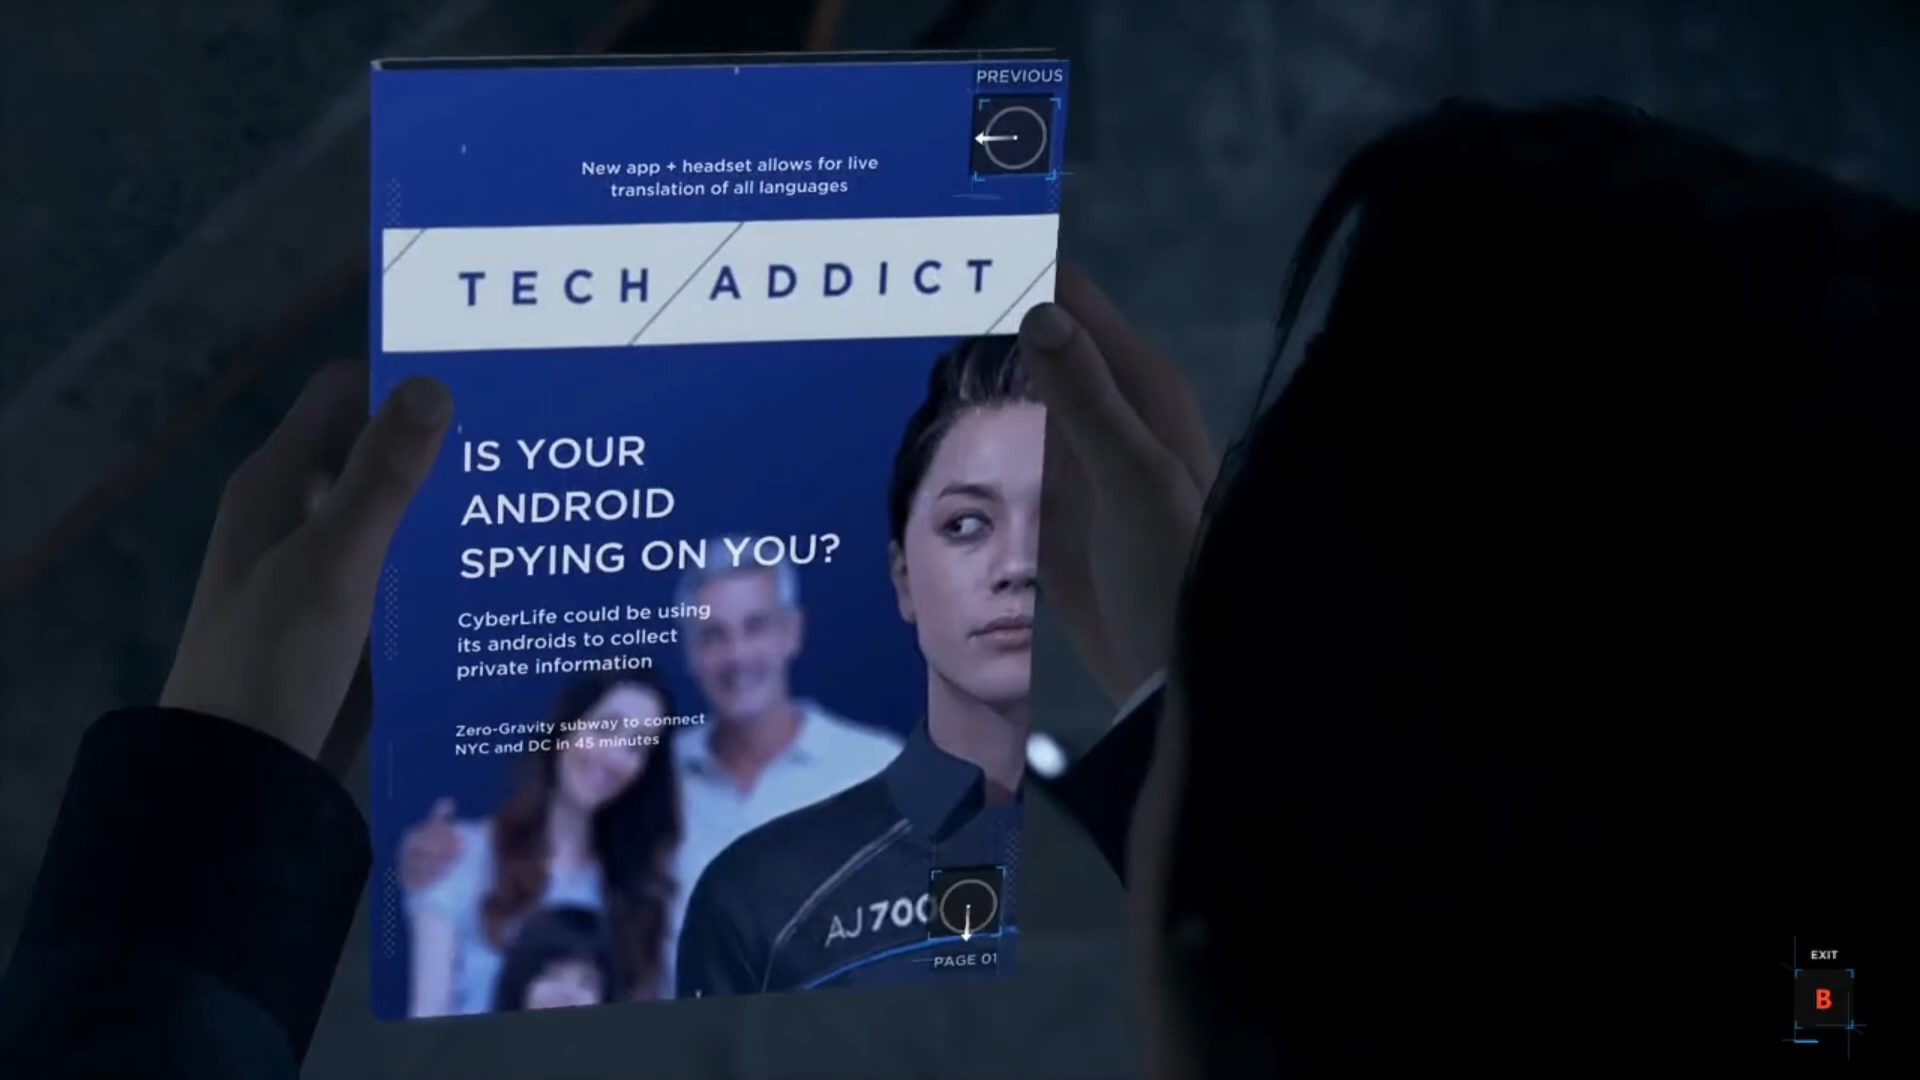 PREVIOUS
New app + headset allows for live
translation of all languages
TECH ADDICT
IS YOUR
ANDROID
SPYING ON YOU?
CyberLife could be using
its androids to collect
private information
Zero-Gravity subway to connect
NYC and DC in 45 minutes
AJ700
PAGE 01
EXIT
B